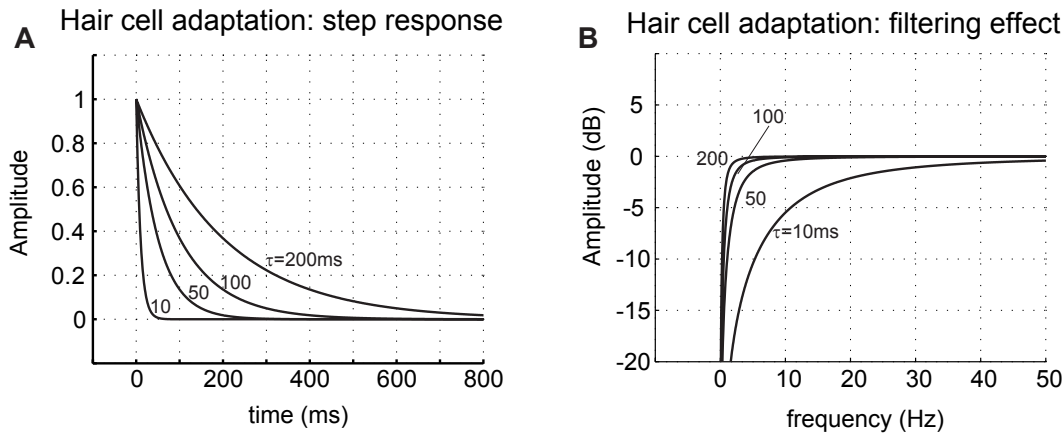 A
Hair cell adaptation: step response
Amplitude
1
0.8
0.6
0.4
0.2
0
τ=200ms
100
50
10
0
200
400
600
800
time (ms)
B
Hair cell adaptation: filtering effect
Amplitude (dB)
5
0
-5
-10
-15
-20
100
200
50
τ=10ms
0
10
20
30
40
50
frequency (Hz)